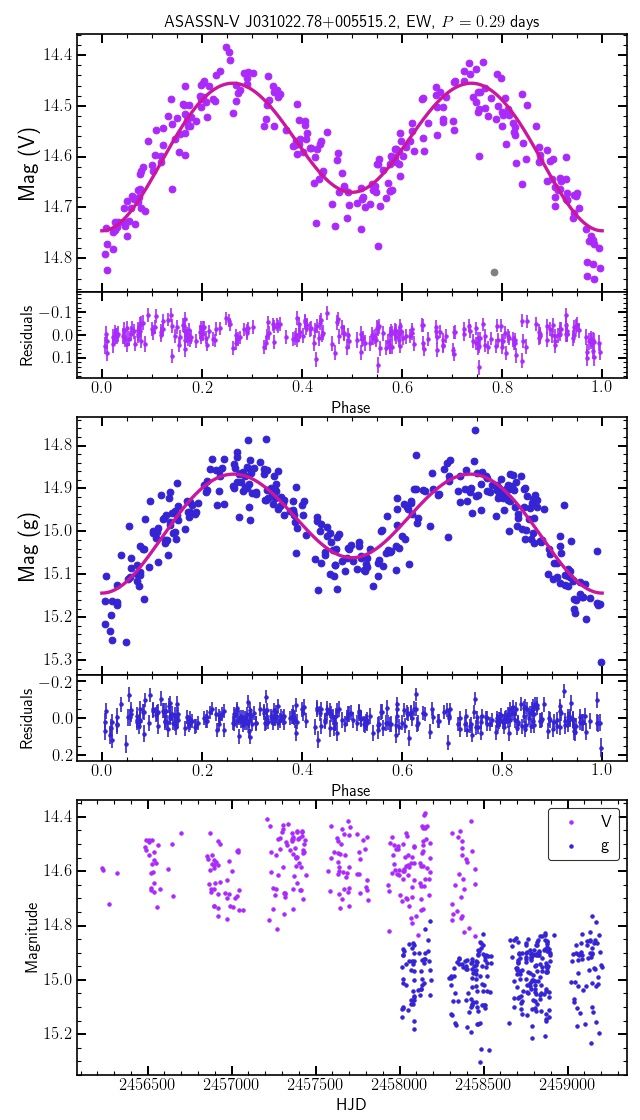 ASASSN-V J031022.78+005515.2, EW, P = 0.29 days
14.4
14.5
14.6
14.7
14.8
Mag (V)
−0.1
0.0
0.1
Residuals
0.0 0.2 0.4 0.6 0.8 1.0
Phase
14.8
14.9
15.0
15.1
15.2
15.3
Mag (g)
−0.2
0.0
0.2
Residuals
0.0 0.2 0.4 0.6 0.8 1.0
Phase
14.4
14.6
14.8
15.0
15.2
Magnitude
V
g
2456500 2457000 2457500 2458000 2458500 2459000
HJD